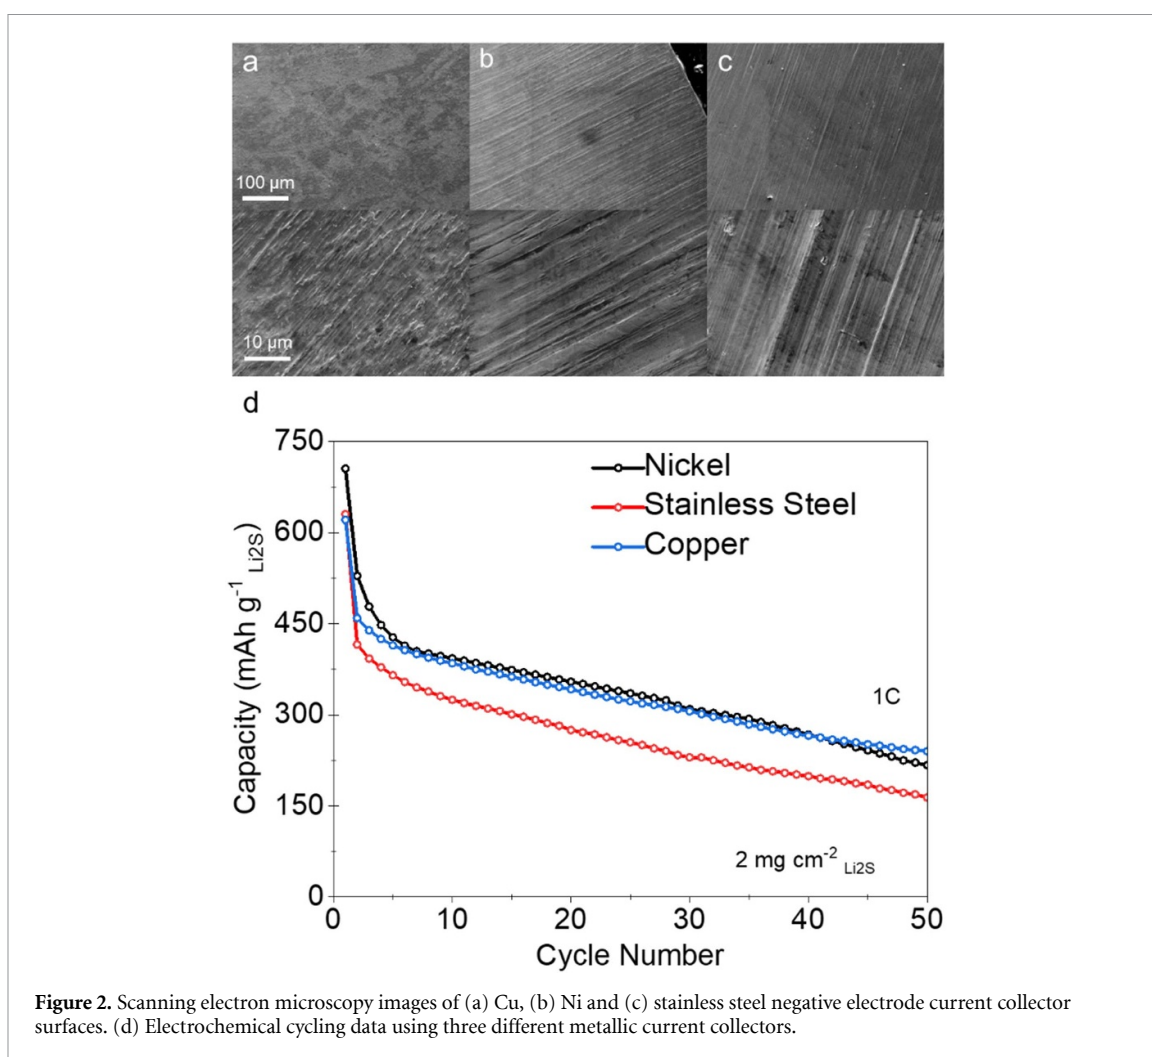 a
b
c
100 µm
10 µm
d
750
600
450
300
150
0
Capacity (mAh g⁻¹ Li2S)
Nickel
Stainless Steel
Copper
1C
2 mg cm⁻² Li2S
0 10 20 30 40 50
Cycle Number
Figure 2. Scanning electron microscopy images of (a) Cu, (b) Ni and (c) stainless steel negative electrode current collector
surfaces. (d) Electrochemical cycling data using three different metallic current collectors.